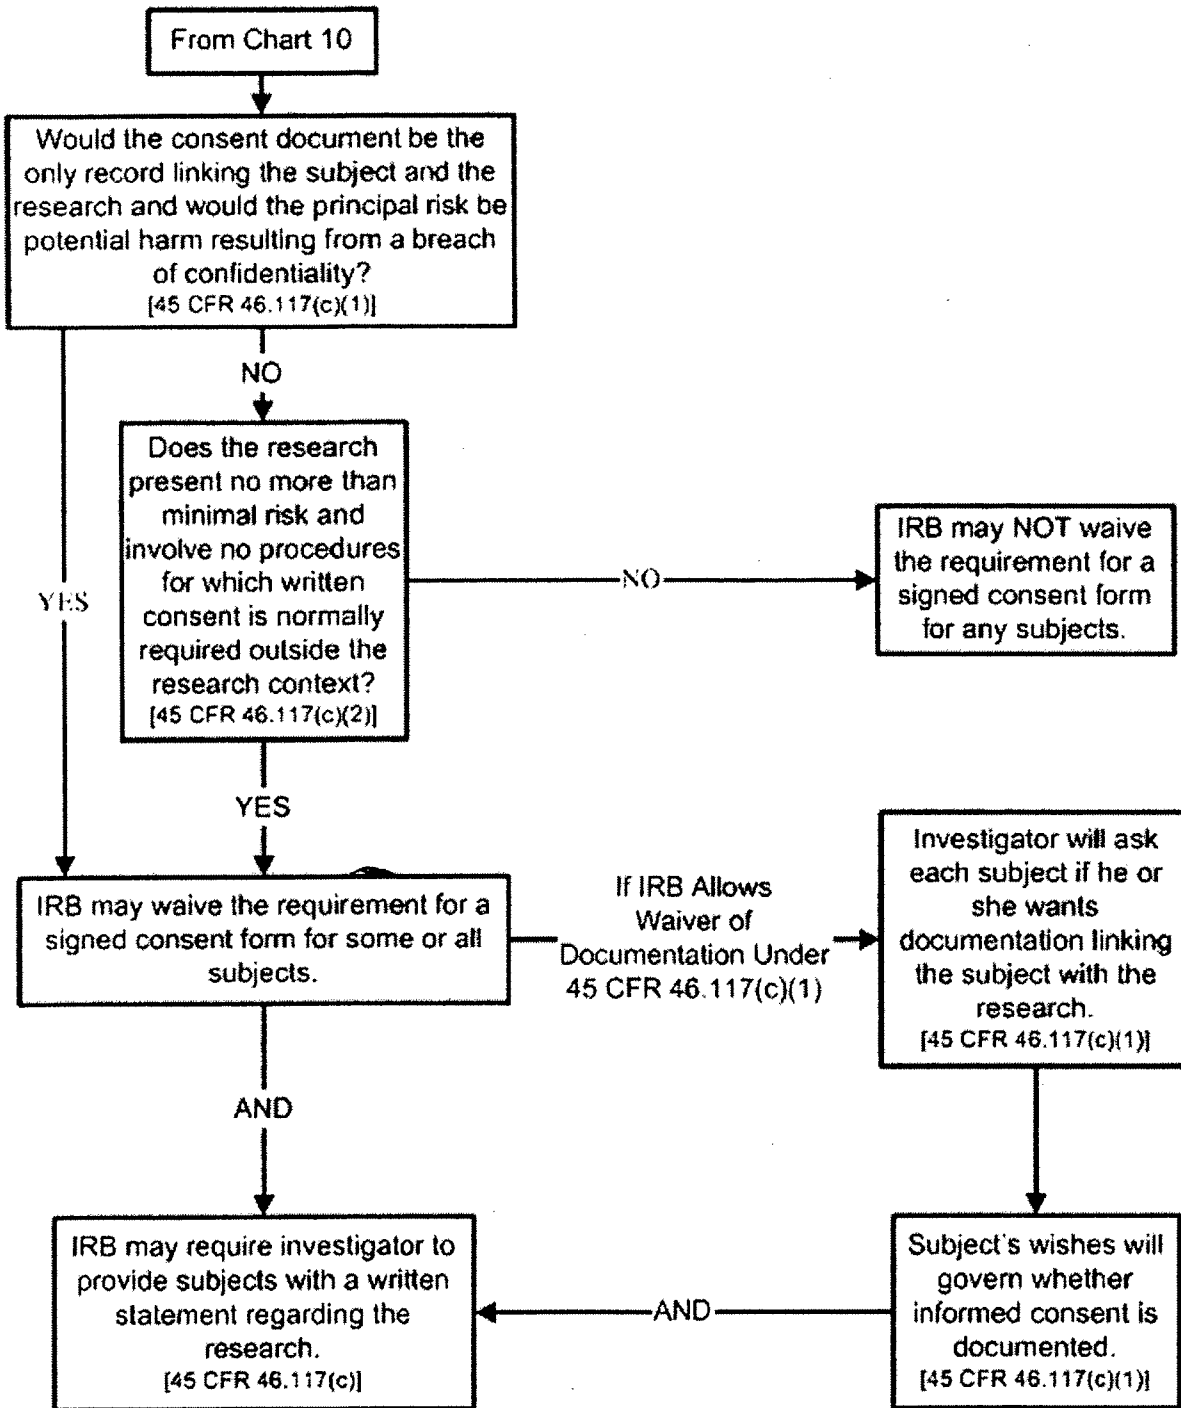 From Chart 10
Would the consent document be the
only record linking the subject and the
research and would the principal risk be
potential harm resulting from a breach
of confidentiality?
[45 CFR 46.117(c)(1)]
NO
YES
Does the research
present no more than
minimal risk and
involve no procedures
for which written
consent is normally
required outside the
research context?
[45 CFR 46.117(c)(2)]
NO
IRB may NOT waive
the requirement for a
signed consent form
for any subjects.
YES
IRB may waive the requirement for a
signed consent form for some or all
subjects.
If IRB Allows
Waiver of
Documentation Under
45 CFR 46.117(c)(1)
Investigator will ask
each subject if he or
she wants
documentation linking
the subject with the
research.
[45 CFR 46.117(c)(1)]
AND
IRB may require investigator to
provide subjects with a written
statement regarding the
research.
[45 CFR 46.117(c)]
AND
Subject's wishes will
govern whether
informed consent is
documented.
[45 CFR 46.117(c)(1)]